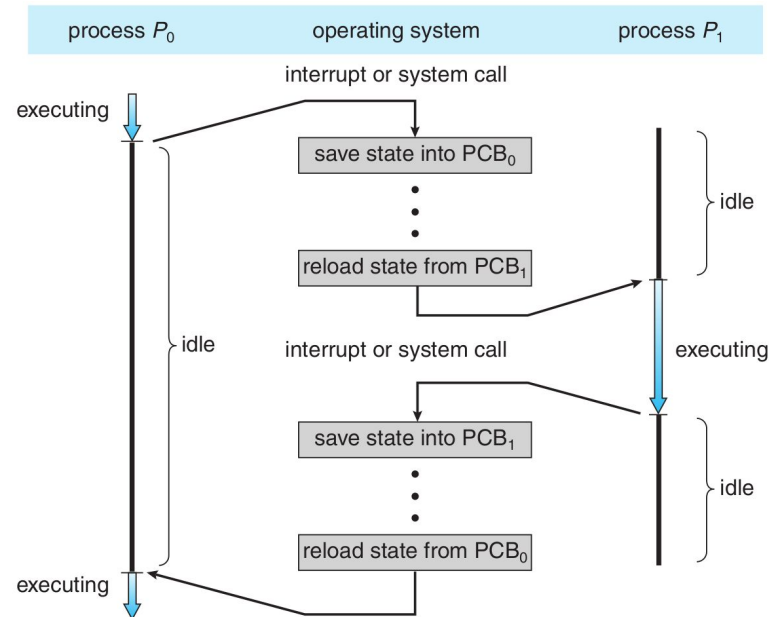 process P₀ operating system process P₁
interrupt or system call
executing
save state into PCB₀
idle
reload state from PCB₁
idle
interrupt or system call
executing
save state into PCB₁
idle
reload state from PCB₀
executing